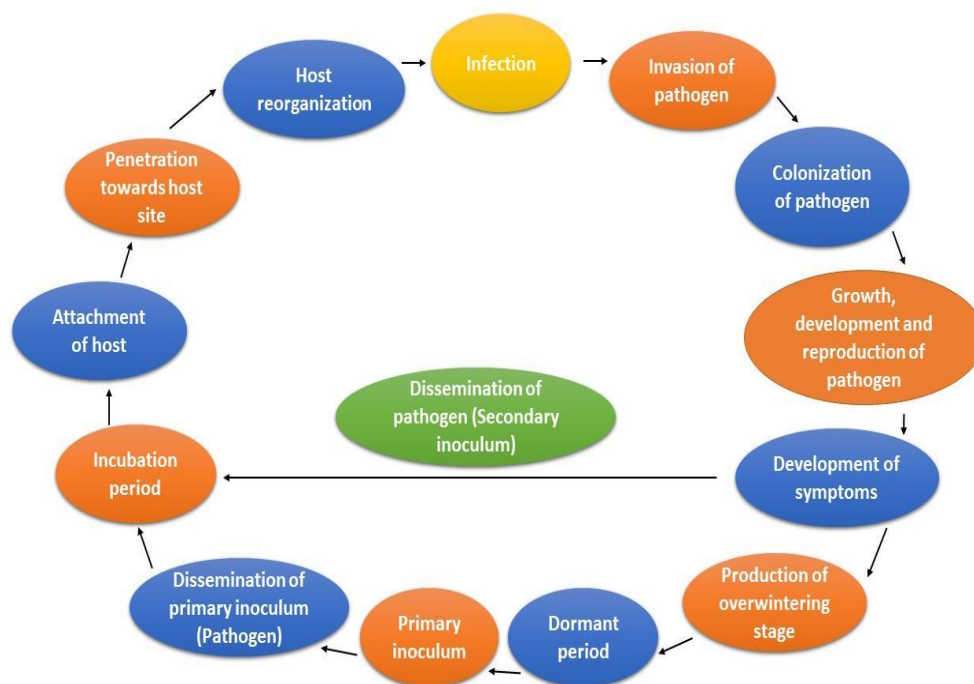 Host
reorganization
Infection
Invasion of
pathogen
Penetration
towards host
site
Colonization
of pathogen
Attachment
of host
Growth,
development and
reproduction of
pathogen
Dissemination of
pathogen (Secondary
inoculum)
Incubation
period
Development of
symptoms
Dissemination of
primary inoculum
(Pathogen)
Primary
inoculum
Dormant
period
Production of
overwintering
stage